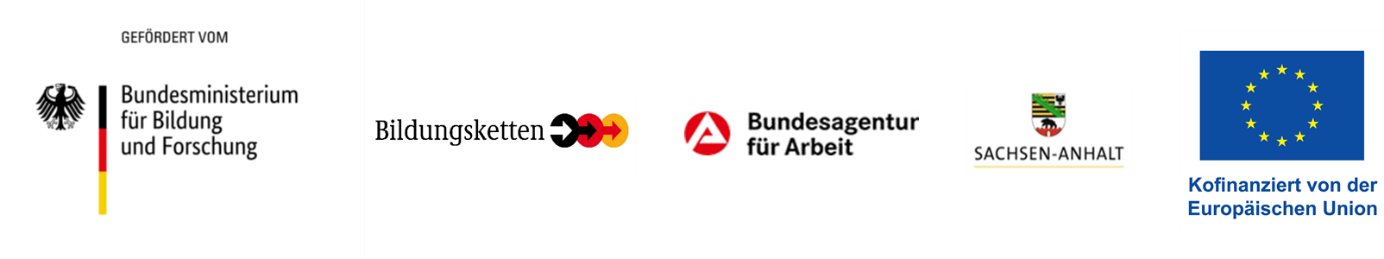 GEFÖRDERT VOM
Bundesministerium
für Bildung
und Forschung
Bildungsketten
Bundesagentur
für Arbeit
SACHSEN-ANHALT
Kofinanziert von der
Europäischen Union